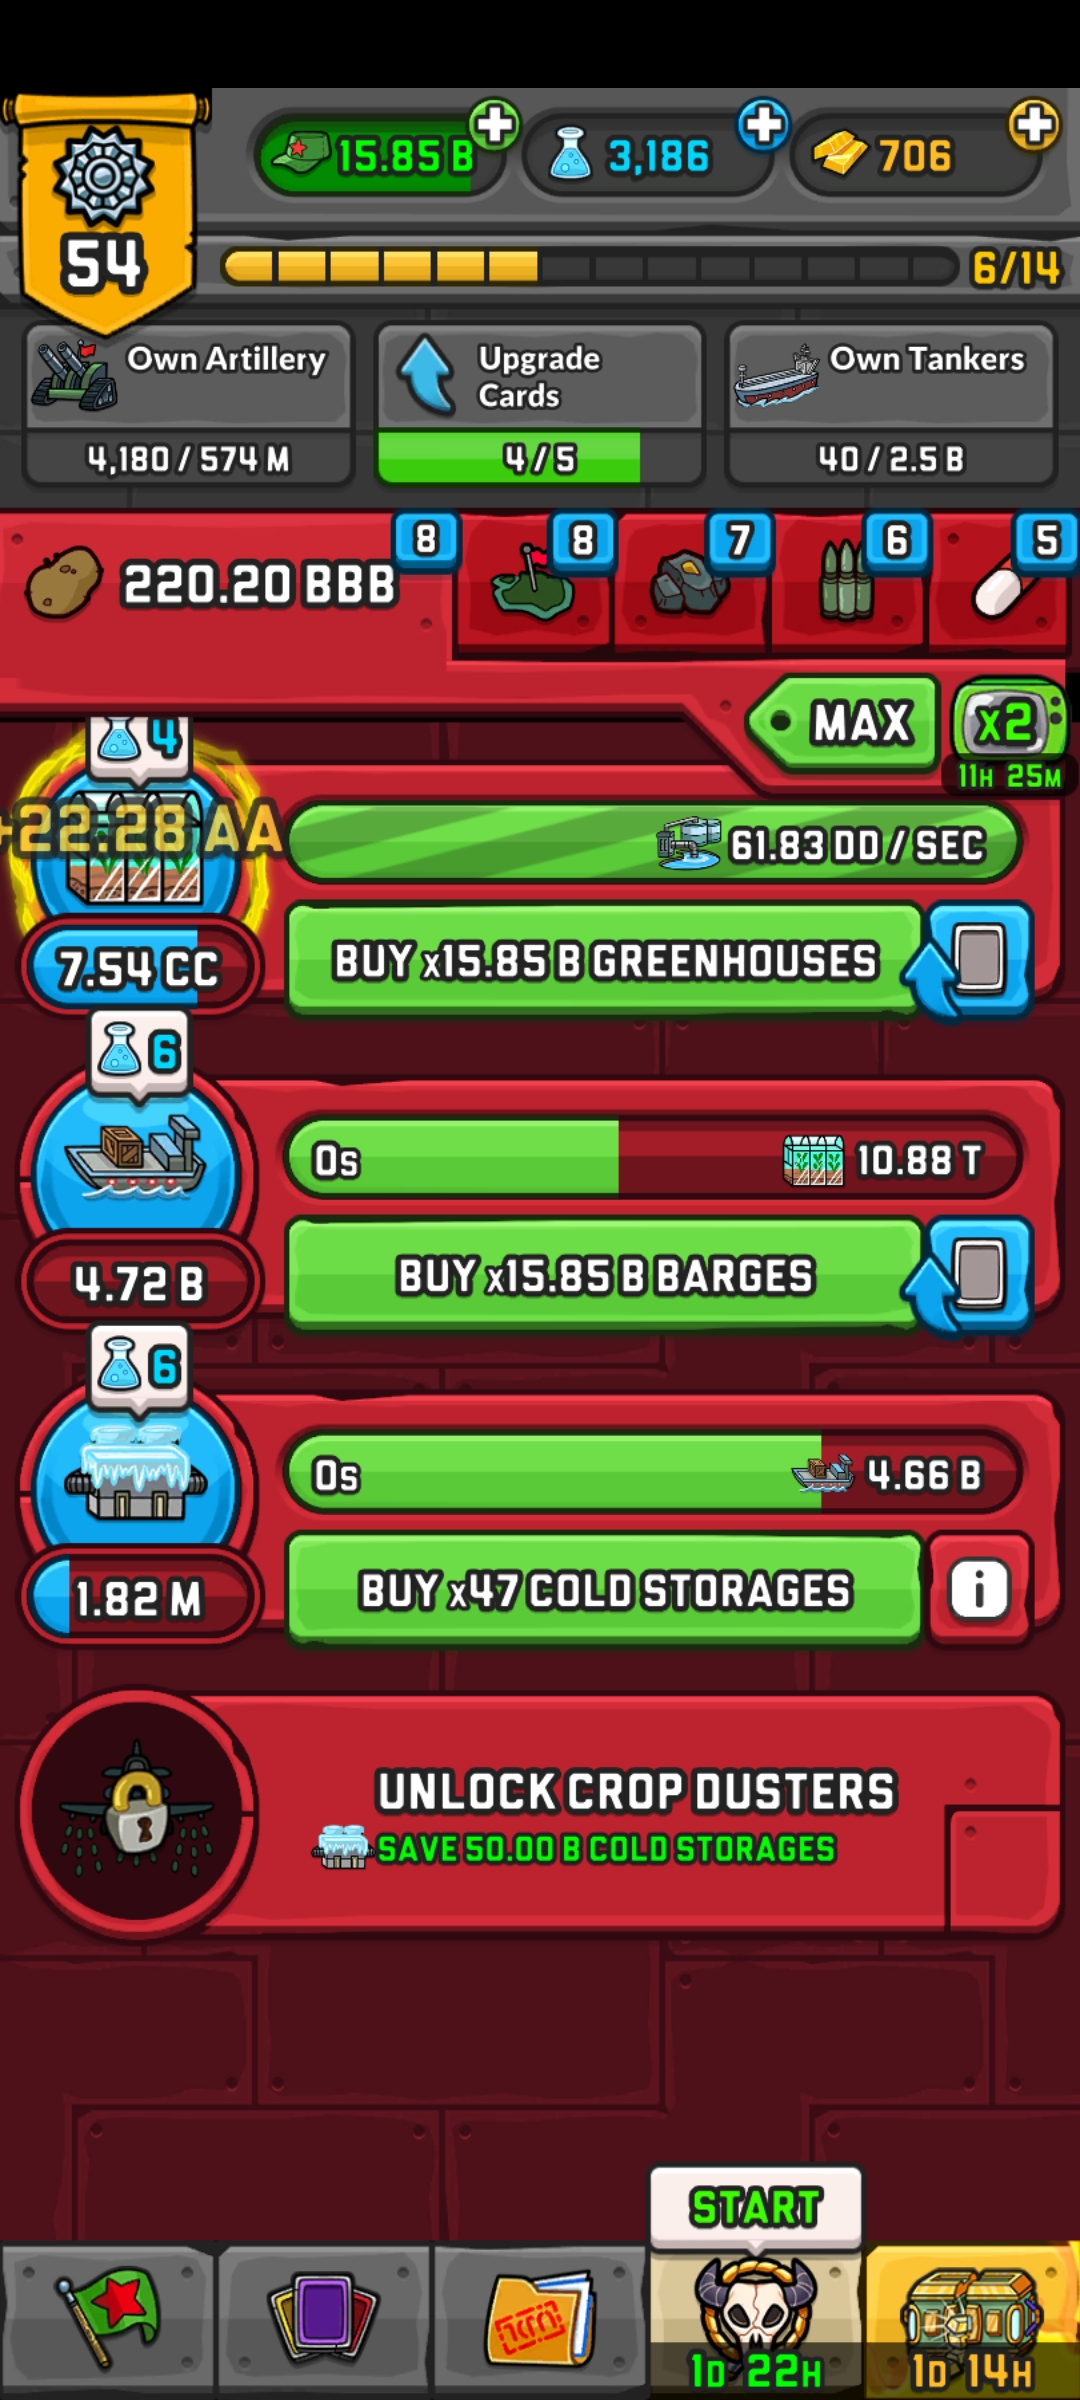 15.85 B
3,186
706
54
6/14
Own Artillery
4,180 / 574 M
Upgrade
Cards
4 / 5
Own Tankers
40 / 2.5 B
220.20 BBB
8
8
7
6
5
MAX
x2
11H 25M
4
+22.28 AA
61.83 DD / SEC
7.54 CC
BUY x15.85 B GREENHOUSES
6
0s
10.88 T
4.72 B
BUY x15.85 B BARGES
6
0s
4.66 B
1.82 M
BUY x47 COLD STORAGES
i
UNLOCK CROP DUSTERS
SAVE 50.00 B COLD STORAGES
START
1D 22H
1D 14H